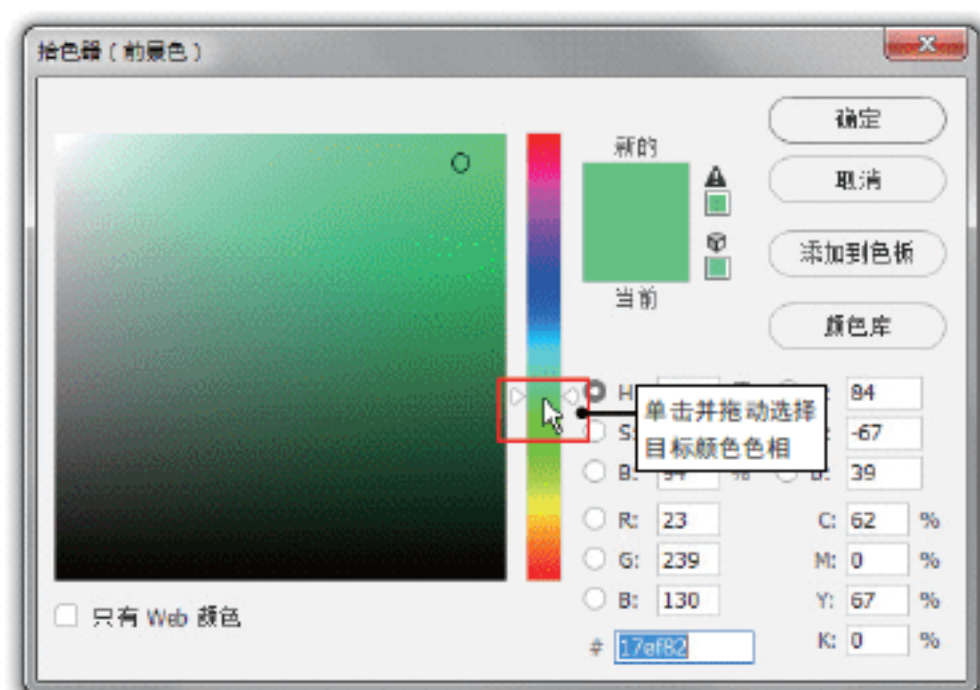 拾色器（前景色）
确定
取消
添加到色板
颜色库
新的
当前
单击并拖动选择
目标颜色色相
H
84
S:
-67
B:
%
39
R: 23
C: 62 %
G: 239
M: 0 %
B: 130
Y: 67 %
# 17ef82
K: 0 %
只有 Web 颜色